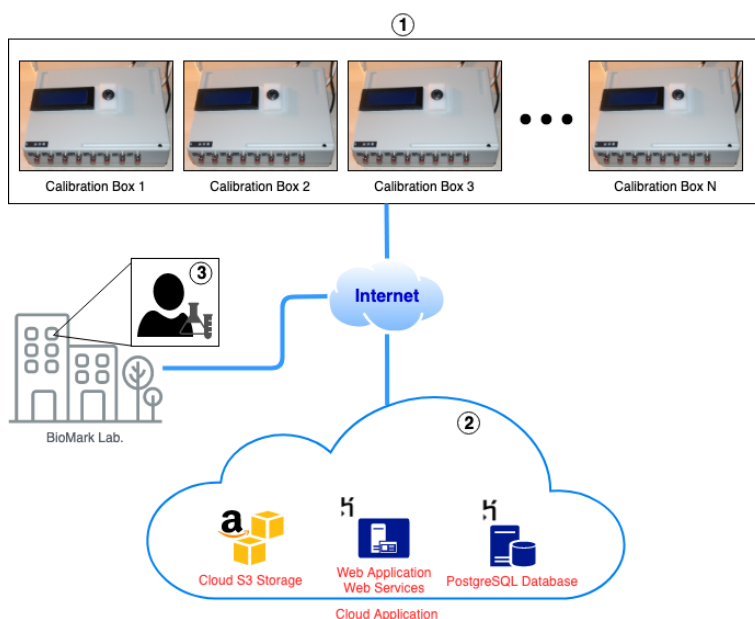 ①
Calibration Box 1
Calibration Box 2
Calibration Box 3
Calibration Box N
③
Internet
BioMark Lab.
②
a
Cloud S3 Storage
Web Application
Web Services
PostgreSQL Database
Cloud Application